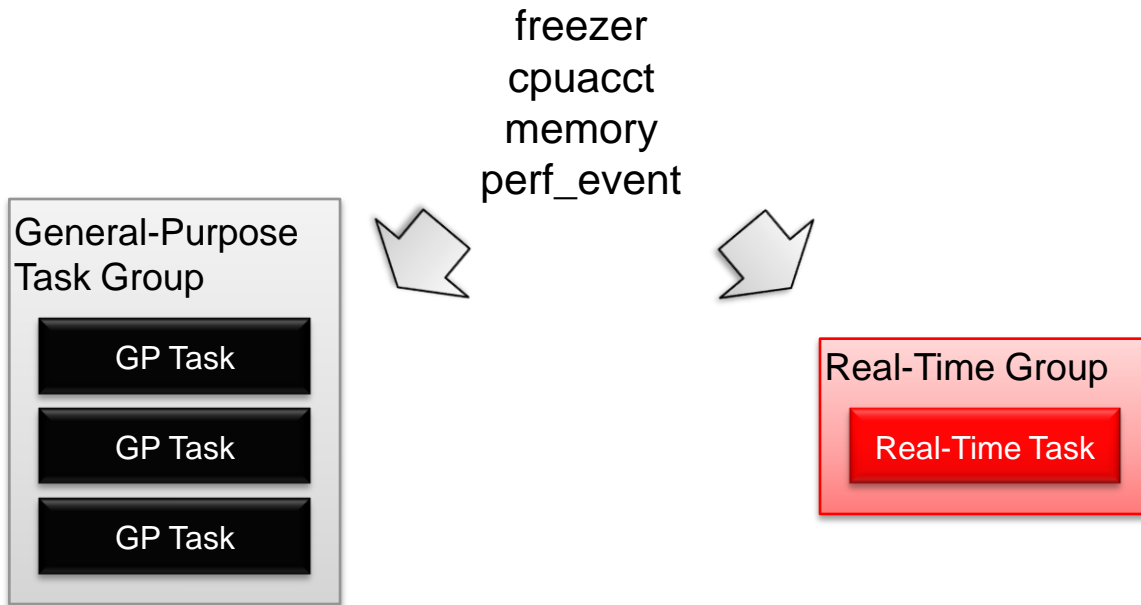 freezer
cpuacct
memory
perf_event
General-Purpose
Task Group
GP Task
GP Task
GP Task
Real-Time Group
Real-Time Task